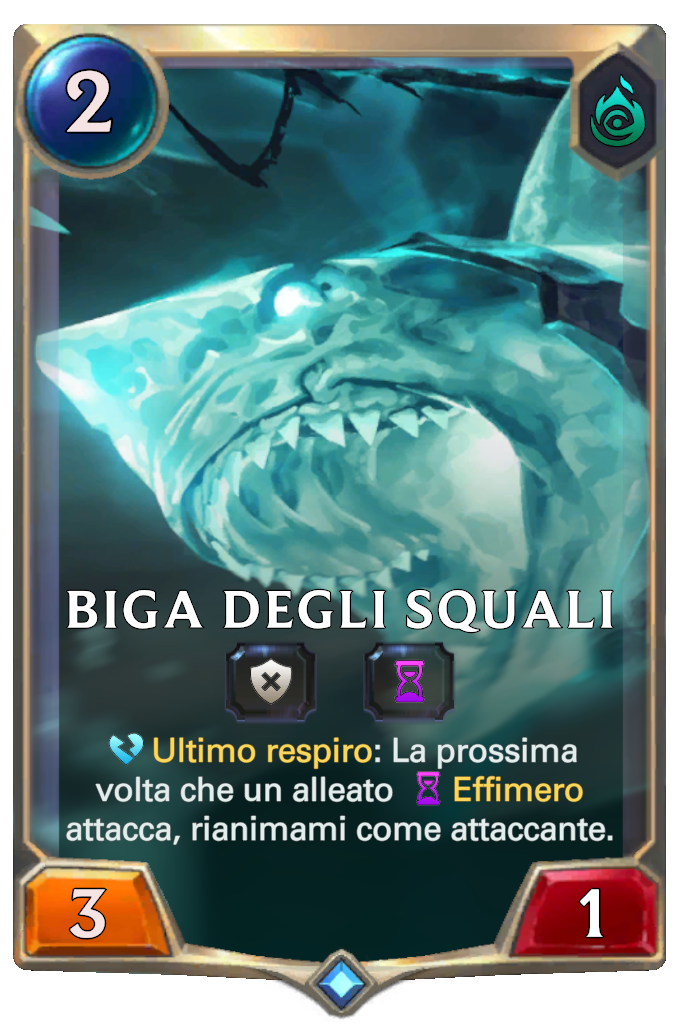 2
BIGA DEGLI SQUALI
Ultimo respiro: La prossima
volta che un alleato Effimero
attacca, rianimami come attaccante.
3
1